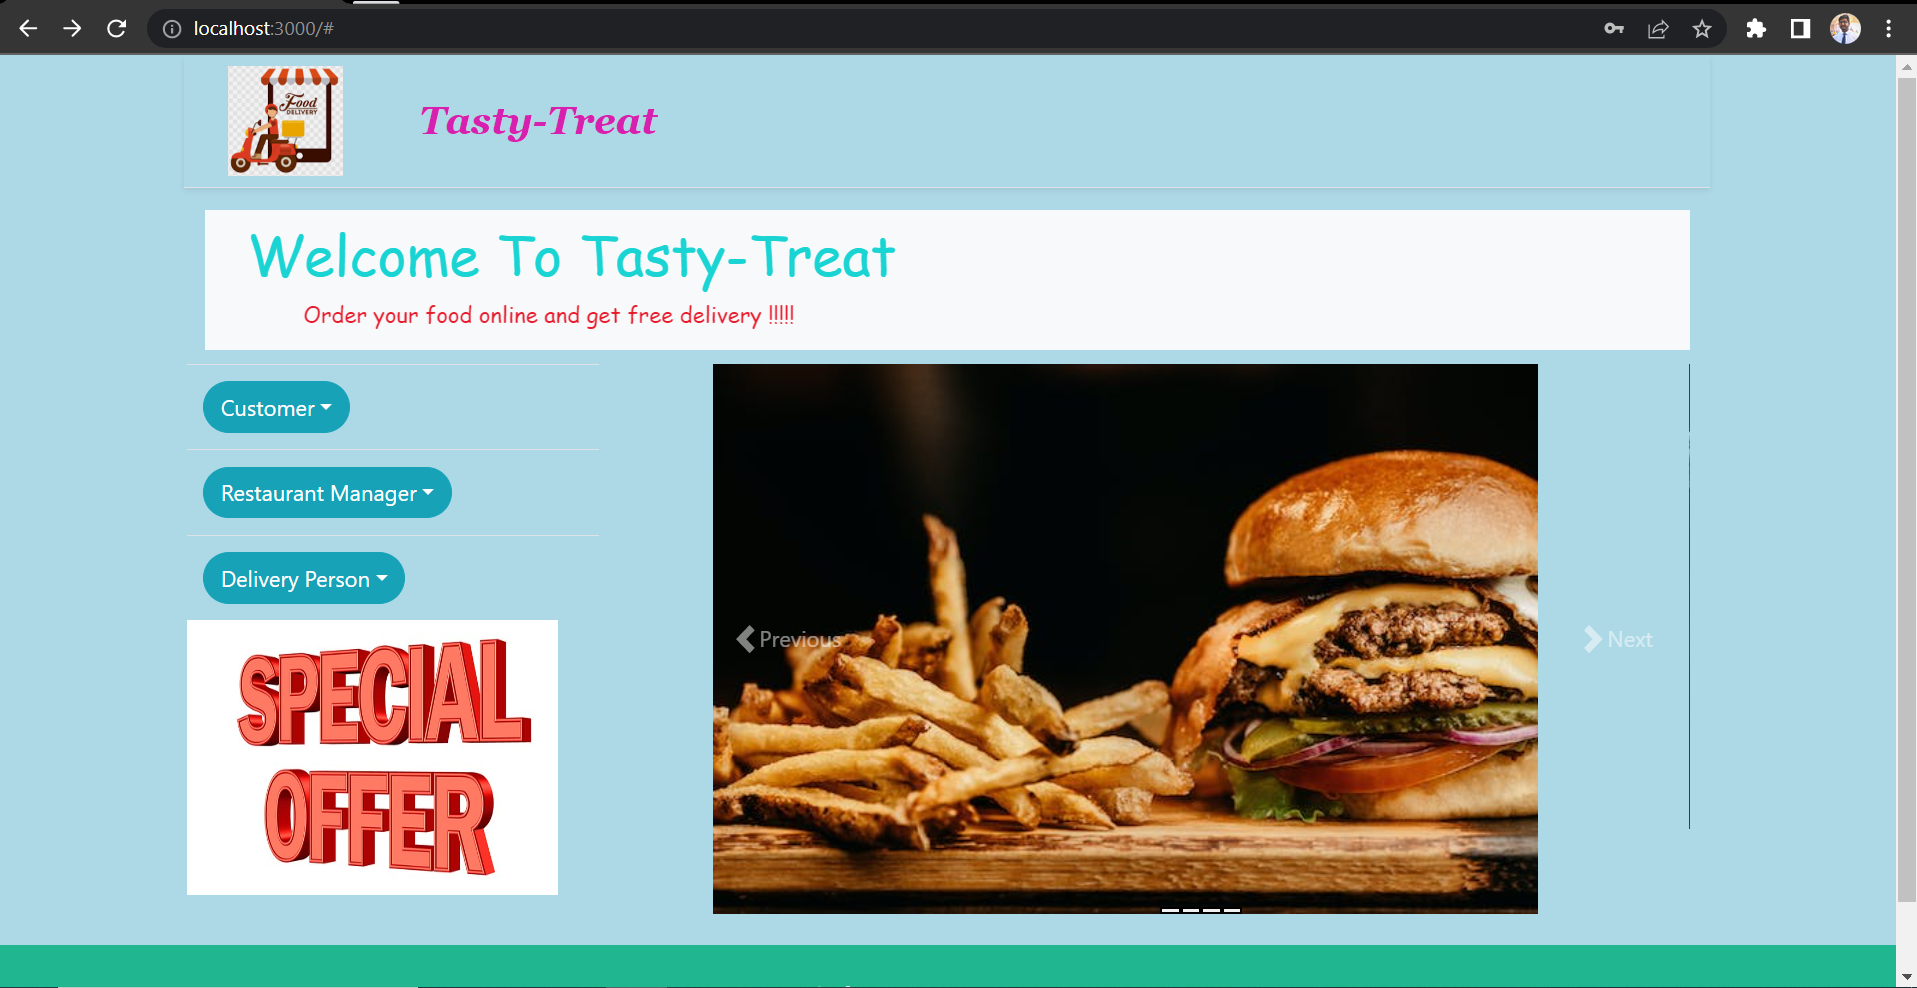 localhost:3000/#
Food
DELIVERY
Tasty-Treat
Welcome To Tasty-Treat
Order your food online and get free delivery !!!!!
Customer
Restaurant Manager
Delivery Person
SPECIAL
OFFER
Previous
Next